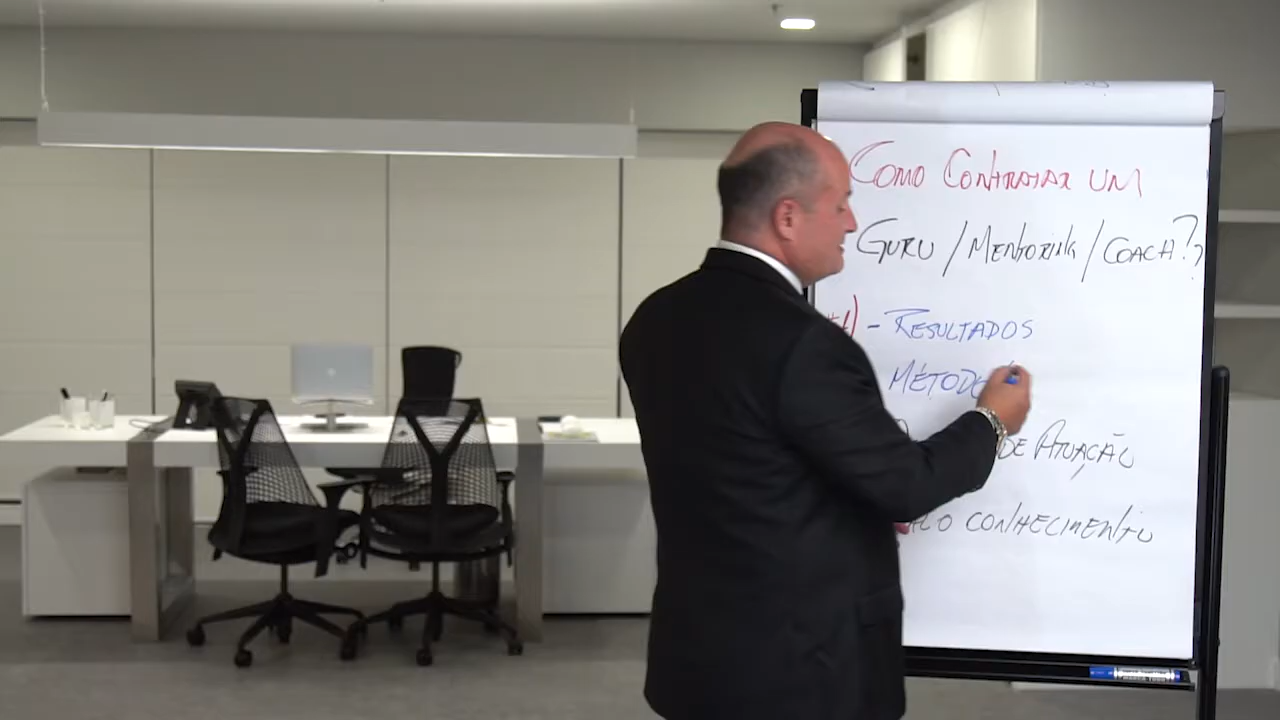 COMO CONTRATAR UM
GURU / MENTORING / COACH?
#1) - RESULTADOS
MÉTODO
DE ATUAÇÃO
CONHECIMENTO